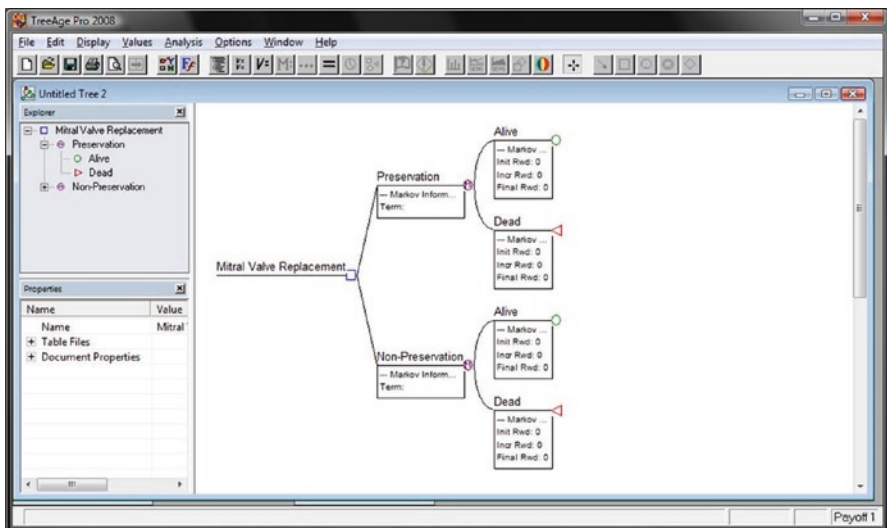 TreeAge Pro 2008
File Edit Display Values Analysis Options Window Help
Untitled Tree 2
Explorer
Mitral Valve Replacement
Preservation
Alive
Dead
Non-Preservation
Properties
Name Value
Name Mitral
Table Files
Document Properties
Mitral Valve Replacement
Preservation
--- Markov Inform...
Term:
Alive
--- Markov ...
Init Rwd: 0
Incr Rwd: 0
Final Rwd: 0
Dead
--- Markov ...
Init Rwd: 0
Incr Rwd: 0
Final Rwd: 0
Non-Preservation
--- Markov Inform...
Term:
Alive
--- Markov ...
Init Rwd: 0
Incr Rwd: 0
Final Rwd: 0
Dead
--- Markov ...
Init Rwd: 0
Incr Rwd: 0
Final Rwd: 0
Payoff 1